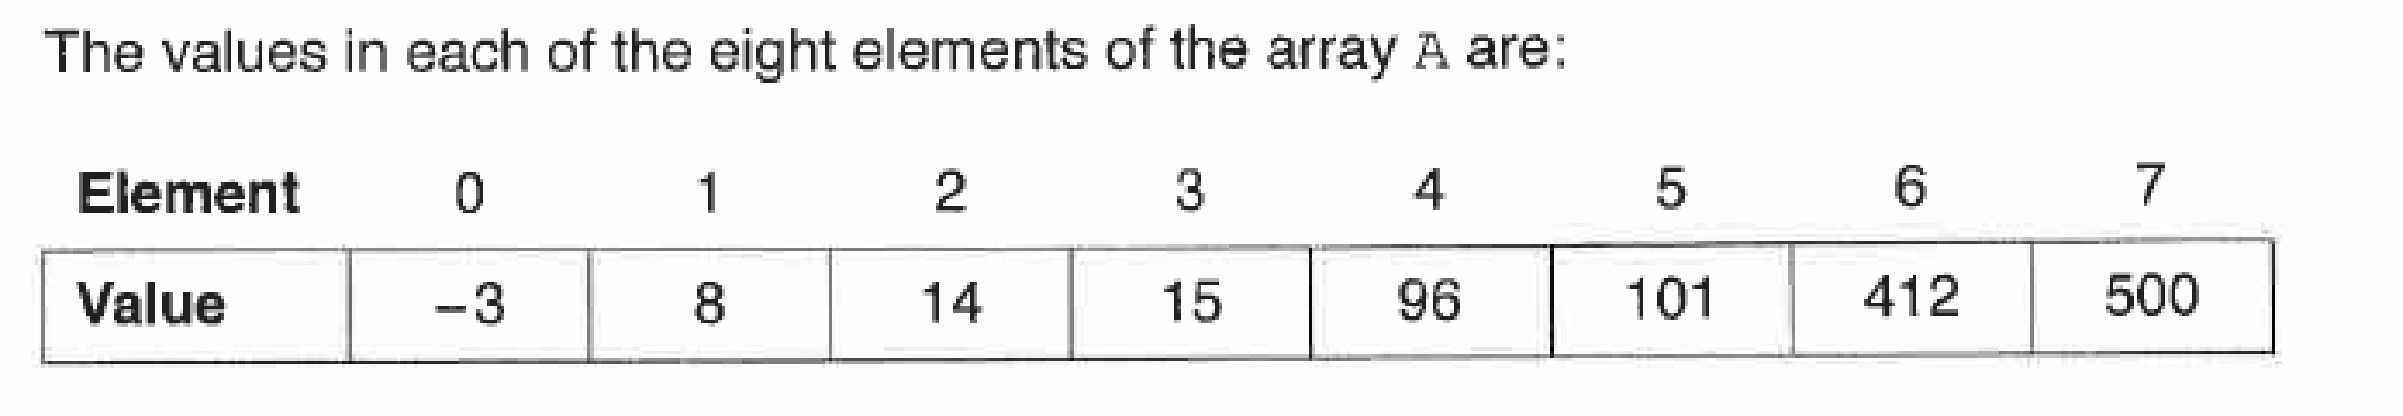 The values in each of the eight elements of the array A are:
Element 0 1 2 3 4 5 6 7
Value −3 8 14 15 96 101 412 500